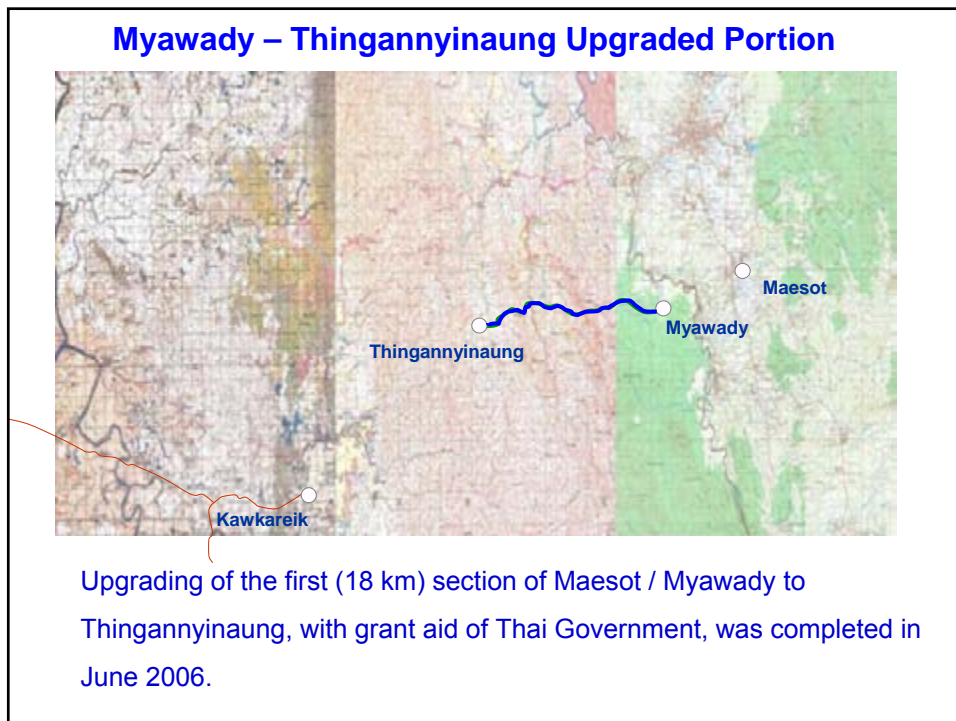 Myawady – Thingannyinaung Upgraded Portion
Maesot
Myawady
Thingannyinaung
Kawkareik
Upgrading of the first (18 km) section of Maesot / Myawady to
Thingannyinaung, with grant aid of Thai Government, was completed in
June 2006.